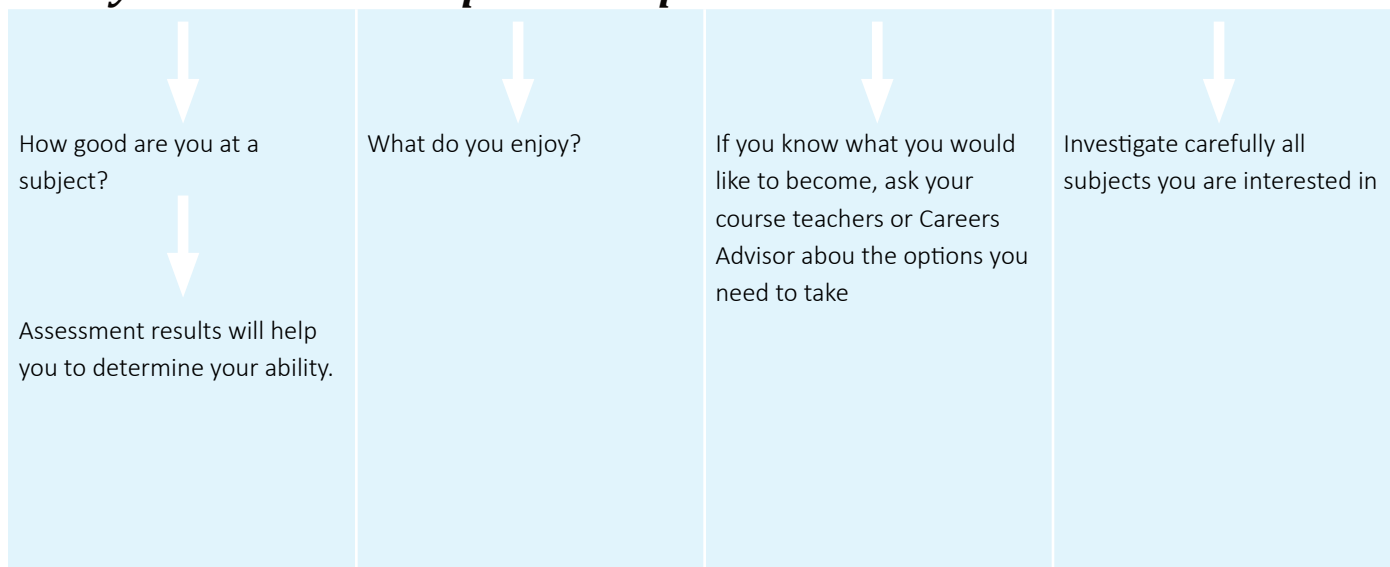 How good are you at a
subject?
Assessment results will help
you to determine your ability.
What do you enjoy?
If you know what you would
like to become, ask your
course teachers or Careers
Advisor abou the options you
need to take
Investigate carefully all
subjects you are interested in